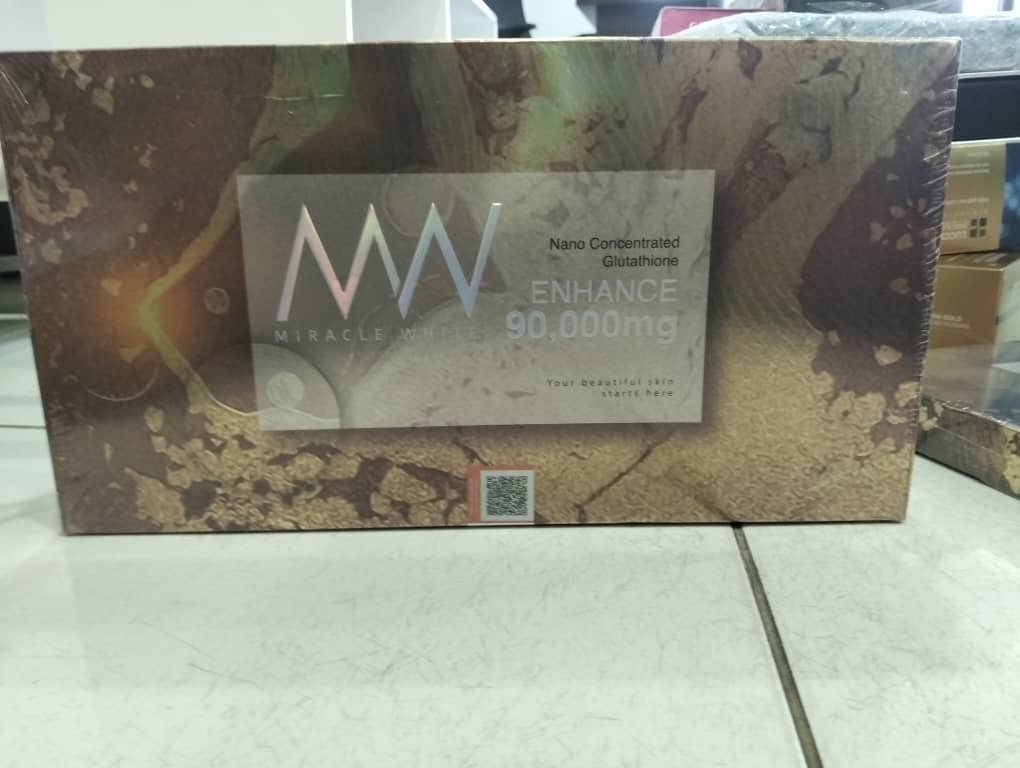 MW
MIRACLE WHITE
Nano Concentrated
Glutathione
ENHANCE
90,000mg
Your beautiful skin
starts here